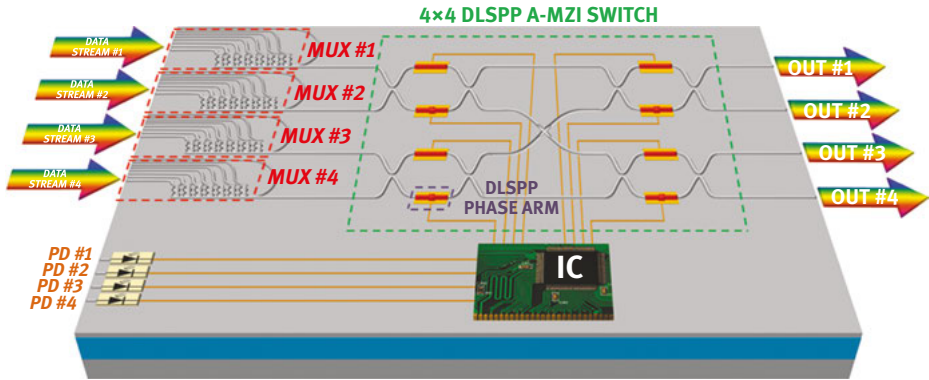 4×4 DLSPP A-MZI SWITCH
DATA
STREAM #1
MUX #1
OUT #1
DATA
STREAM #2
MUX #2
OUT #2
DATA
STREAM #3
MUX #3
OUT #3
DATA
STREAM #4
MUX #4
OUT #4
DLSPP
PHASE ARM
PD #1
PD #2
PD #3
PD #4
IC